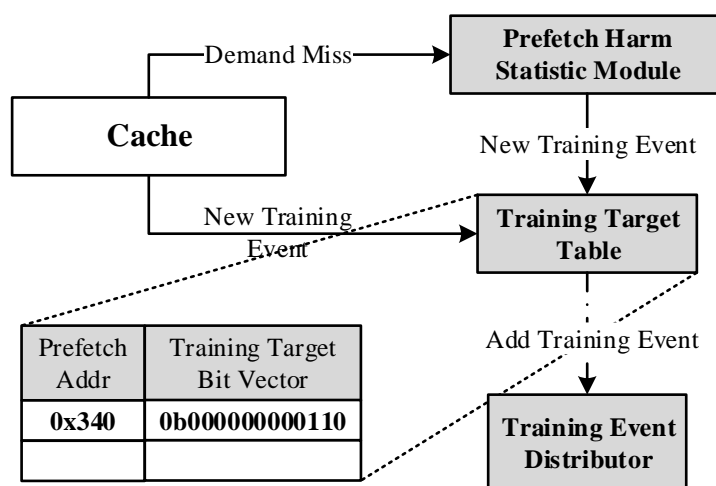 Demand Miss
Prefetch Harm
Statistic Module
Cache
New Training Event
New Training
Event
Training Target
Table
Prefetch
Addr
Training Target
Bit Vector
0x340
0b000000000110
Add Training Event
Training Event
Distributor